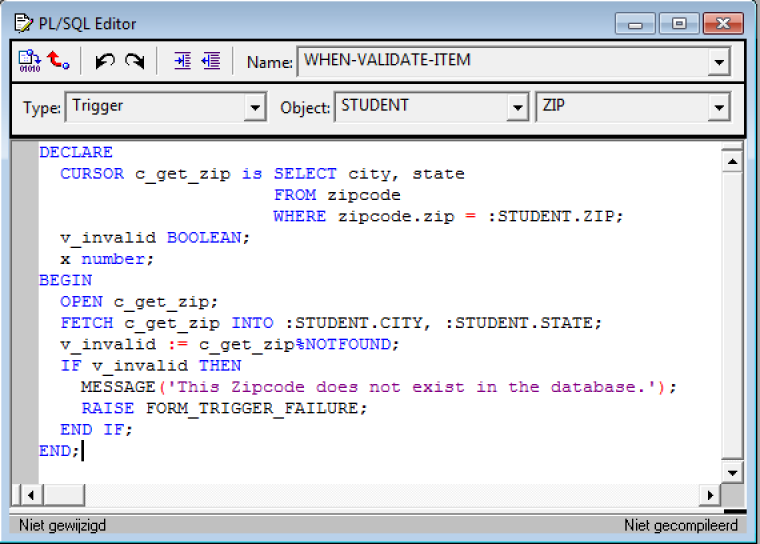 PL/SQL Editor
Name: WHEN-VALIDATE-ITEM
Type: Trigger Object: STUDENT ZIP
DECLARE
  CURSOR c_get_zip is SELECT city, state
                      FROM zipcode
                      WHERE zipcode.zip = :STUDENT.ZIP;
  v_invalid BOOLEAN;
  x number;
BEGIN
  OPEN c_get_zip;
  FETCH c_get_zip INTO :STUDENT.CITY, :STUDENT.STATE;
  v_invalid := c_get_zip%NOTFOUND;
  IF v_invalid THEN
    MESSAGE('This Zipcode does not exist in the database.');
    RAISE FORM_TRIGGER_FAILURE;
  END IF;
END;
Niet gewijzigd Niet gecompileerd